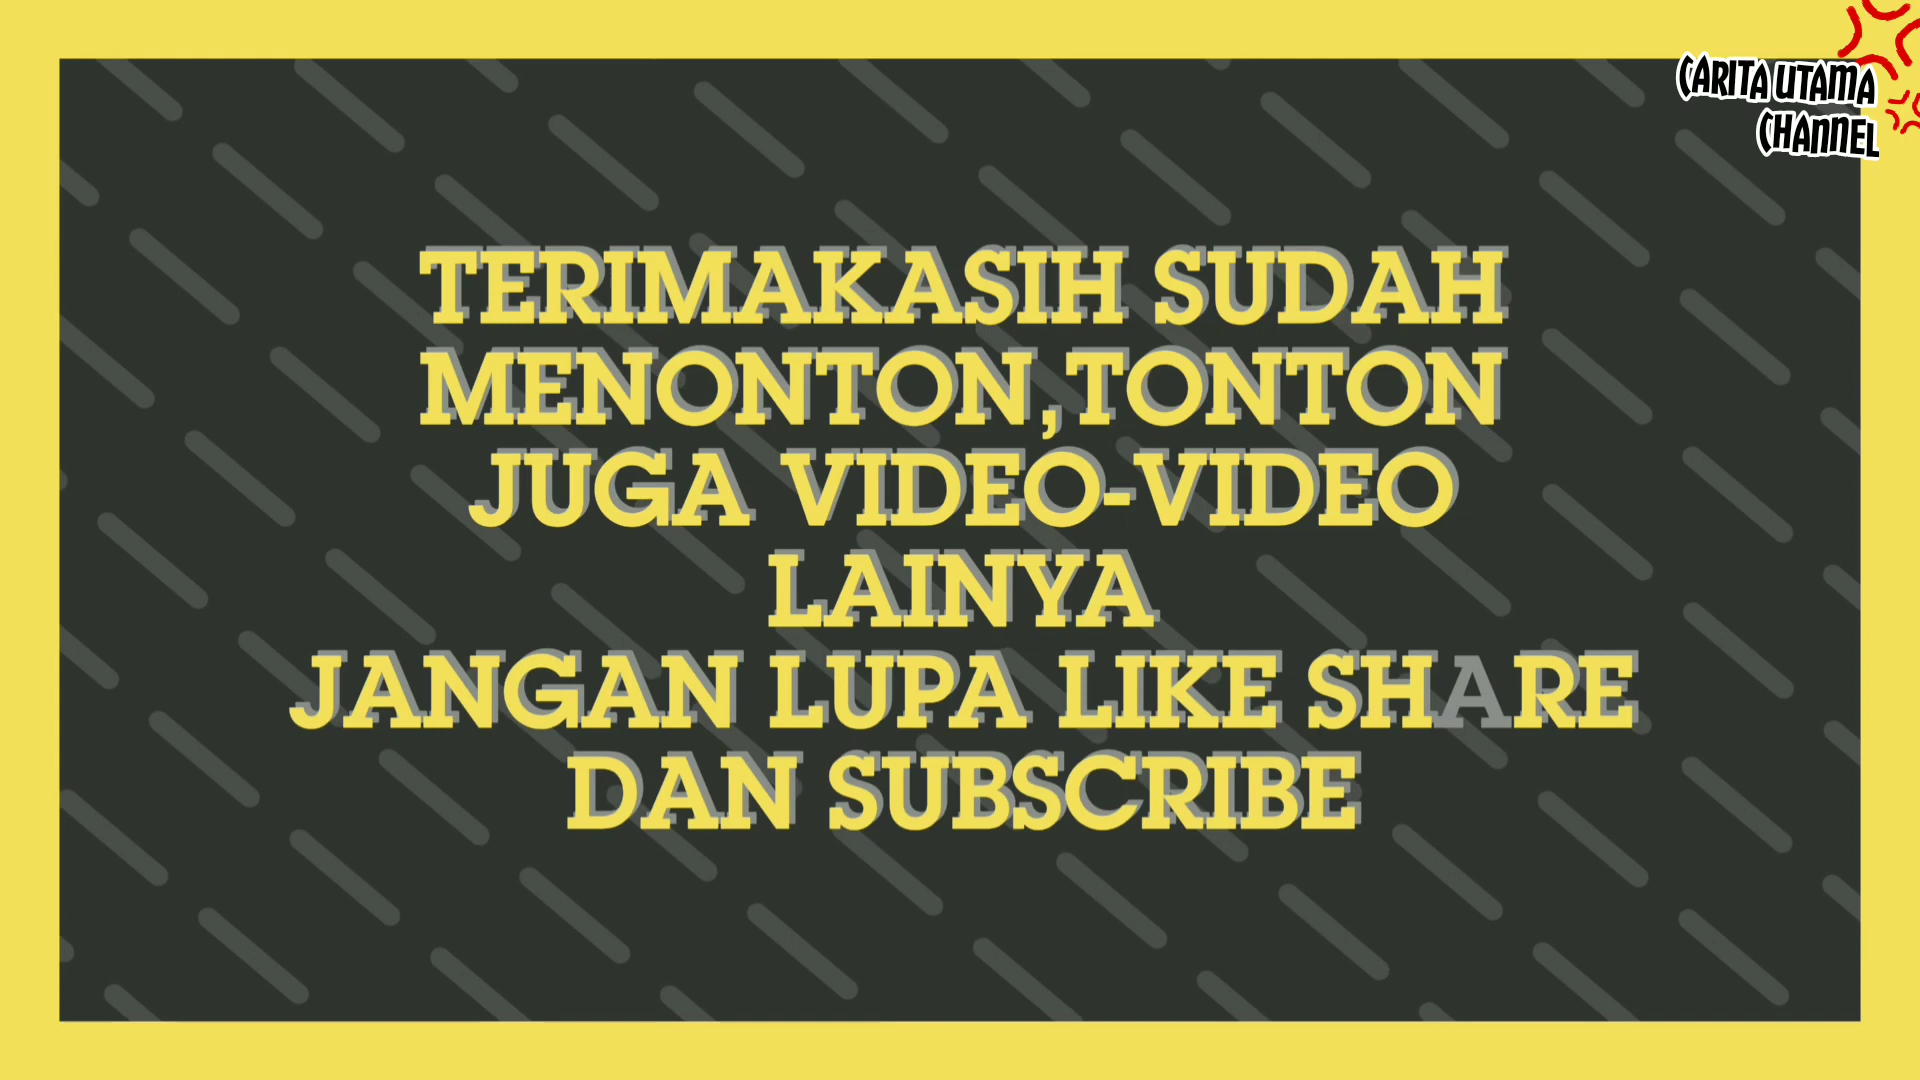 CARITA UTAMA
CHANNEL
TERIMAKASIH SUDAH
MENONTON,TONTON
JUGA VIDEO-VIDEO
LAINYA
JANGAN LUPA LIKE SHARE
DAN SUBSCRIBE